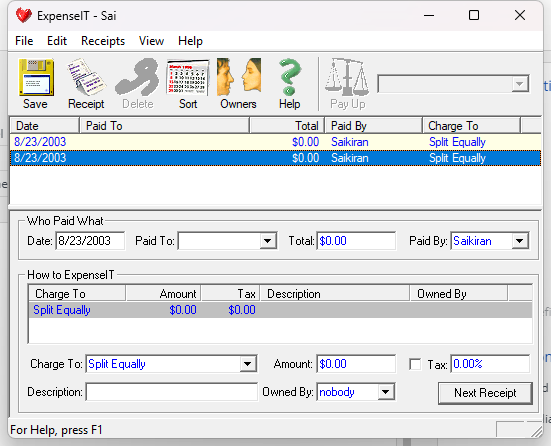 ExpenseIT - Sai
File Edit Receipts View Help
Save Receipt Delete Sort Owners Help Pay Up
Date Paid To Total Paid By Charge To
8/23/2003 $0.00 Saikiran Split Equally
8/23/2003 $0.00 Saikiran Split Equally
Who Paid What
Date: 8/23/2003 Paid To: Total: $0.00 Paid By: Saikiran
How to ExpenseIT
Charge To Amount Tax Description Owned By
Split Equally $0.00 $0.00
Charge To: Split Equally Amount: $0.00 Tax: 0.00%
Description: Owned By: nobody Next Receipt
For Help, press F1